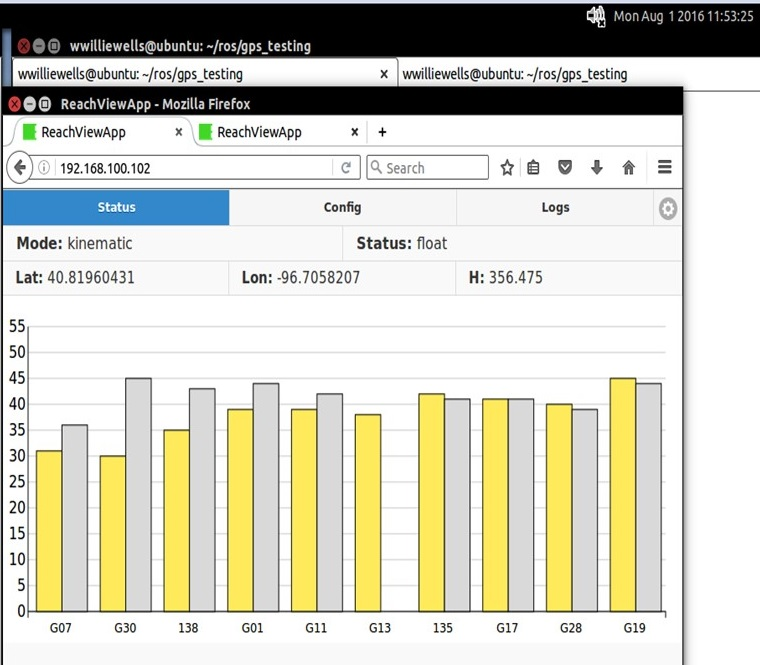 Mon Aug 1 2016 11:53:25
wwilliewells@ubuntu: ~/ros/gps_testing
wwilliewells@ubuntu: ~/ros/gps_testing × wwilliewells@ubuntu: ~/ros/gps_testing
ReachViewApp - Mozilla Firefox
ReachViewApp × ReachViewApp × +
192.168.100.102 Search
Status Config Logs
Mode: kinematic Status: float
Lat: 40.81960431 Lon: -96.7058207 H: 356.475
55
50
45
40
35
30
25
20
15
10
5
0
G07 G30 138 G01 G11 G13 135 G17 G28 G19